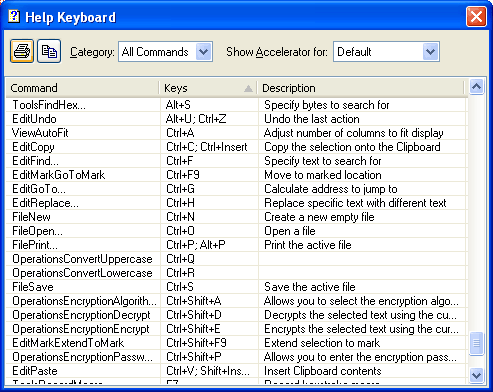 Help Keyboard
Category: All Commands Show Accelerator for: Default
Command Keys Description
ToolsFindHex... Alt+S Specify bytes to search for
EditUndo Alt+U; Ctrl+Z Undo the last action
ViewAutoFit Ctrl+A Adjust number of columns to fit display
EditCopy Ctrl+C; Ctrl+Insert Copy the selection onto the Clipboard
EditFind... Ctrl+F Specify text to search for
EditMarkGoToMark Ctrl+F9 Move to marked location
EditGoTo... Ctrl+G Calculate address to jump to
EditReplace... Ctrl+H Replace specific text with different text
FileNew Ctrl+N Create a new empty file
FileOpen... Ctrl+O Open a file
FilePrint... Ctrl+P; Alt+P Print the active file
OperationsConvertUppercase Ctrl+Q
OperationsConvertLowercase Ctrl+R
FileSave Ctrl+S Save the active file
OperationsEncryptionAlgorith... Ctrl+Shift+A Allows you to select the encryption algo...
OperationsEncryptionDecrypt Ctrl+Shift+D Decrypts the selected text using the cu...
OperationsEncryptionEncrypt Ctrl+Shift+E Encrypts the selected text using the cu...
EditMarkExtendToMark Ctrl+Shift+F9 Extend selection to mark
OperationsEncryptionPassw... Ctrl+Shift+P Allows you to enter the encryption pass...
EditPaste Ctrl+V; Shift+Ins... Insert Clipboard contents
ToolsRecordMacro F7 Record keystroke macro